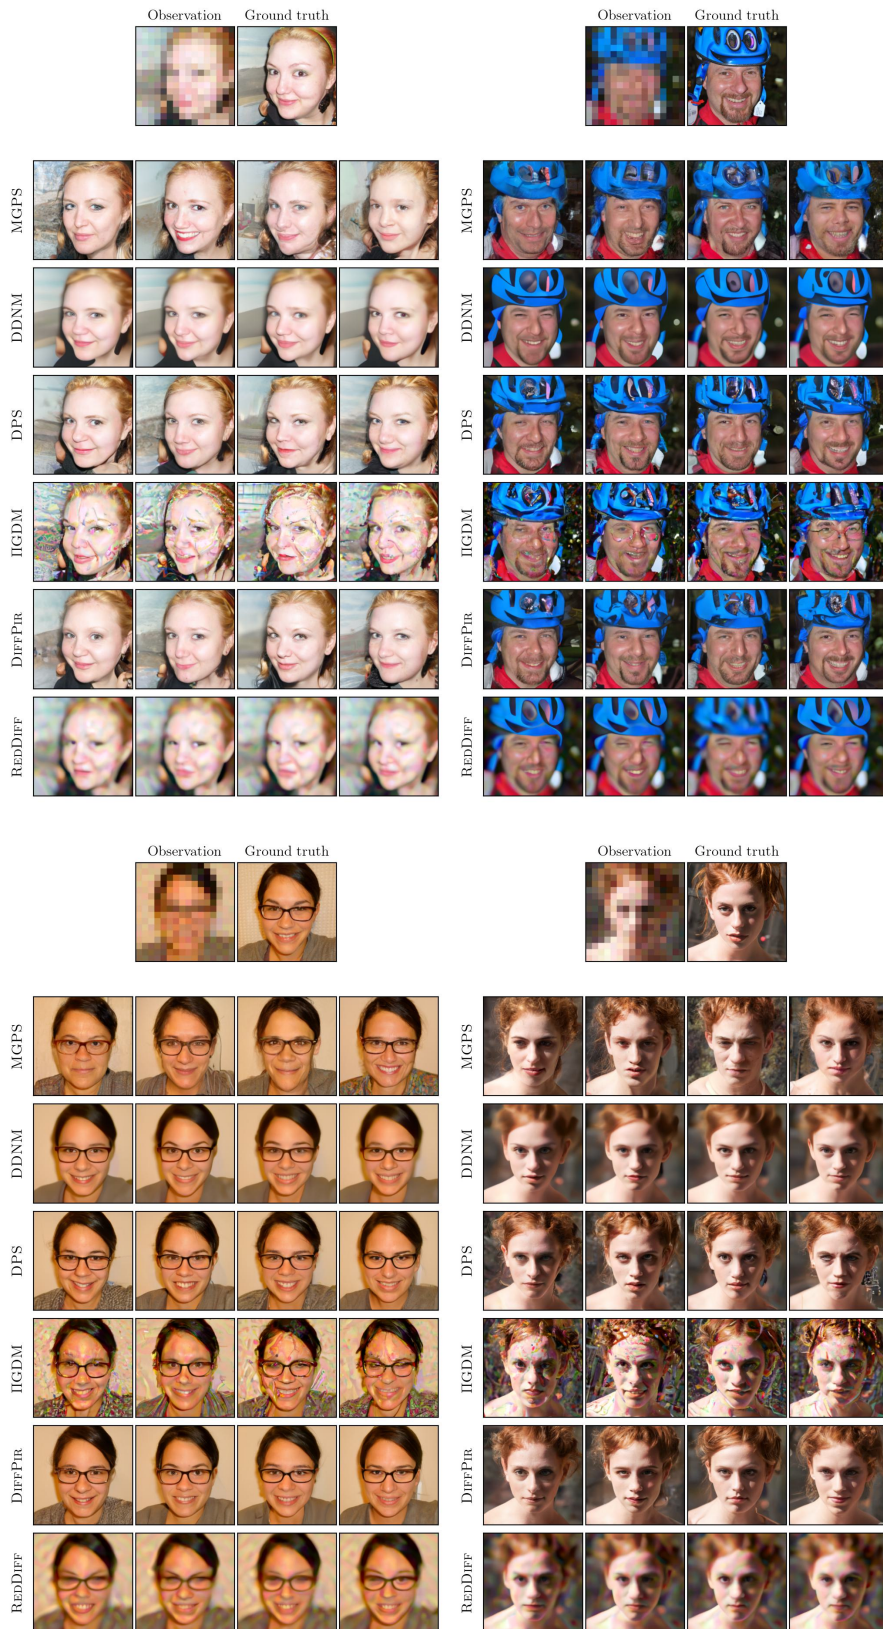 Observation Ground truth
Observation Ground truth
MGPS
DDNM
DPS
ΠGDM
DIFFPIR
REDDIFF
MGPS
DDNM
DPS
ΠGDM
DIFFPIR
REDDIFF
Observation Ground truth
Observation Ground truth
MGPS
DDNM
DPS
ΠGDM
DIFFPIR
REDDIFF
MGPS
DDNM
DPS
ΠGDM
DIFFPIR
REDDIFF